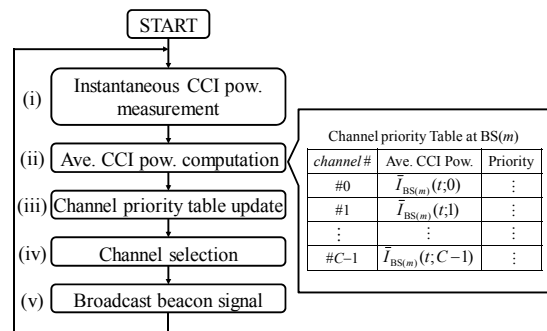 START
(i) Instantaneous CCI pow. measurement
(ii) Ave. CCI pow. computation
(iii) Channel priority table update
(iv) Channel selection
(v) Broadcast beacon signal
Channel priority Table at BS(m)
channel # Ave. CCI Pow. Priority
#0 Ī_BS(m)(t;0) ⋮
#1 Ī_BS(m)(t;1) ⋮
⋮ ⋮ ⋮
#C−1 Ī_BS(m)(t;C−1) ⋮